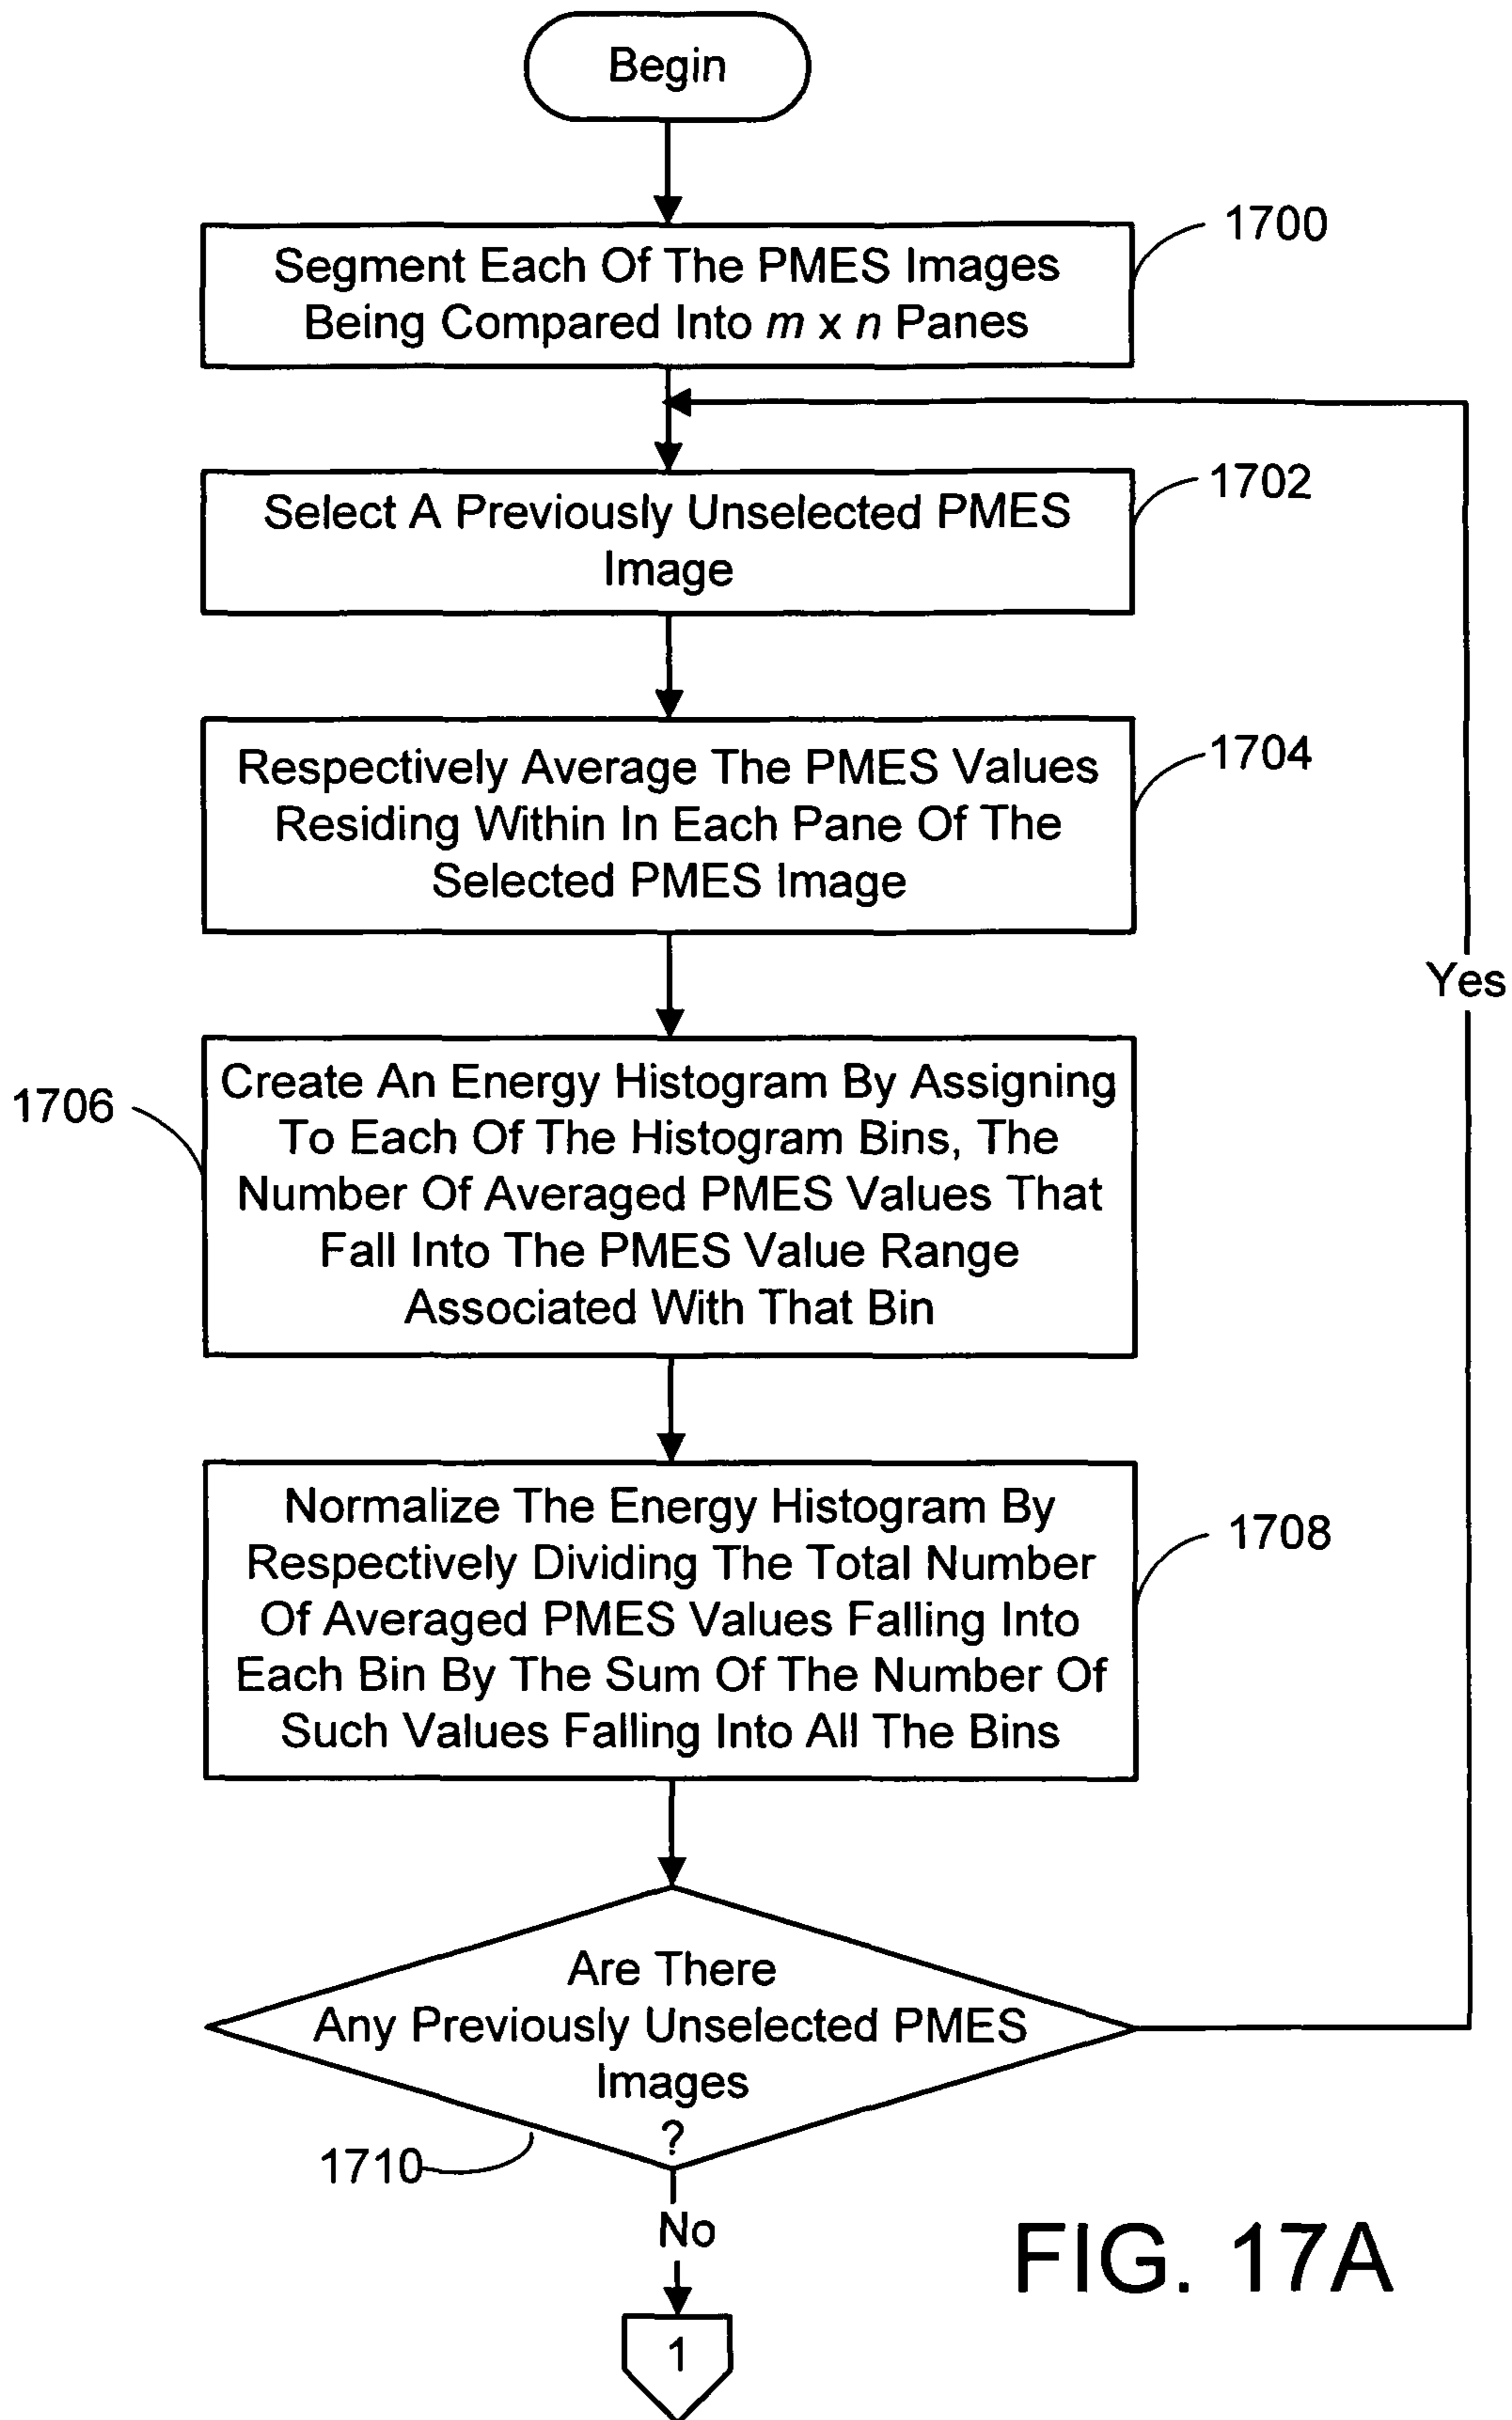 Begin
1700
Segment Each Of The PMES Images
Being Compared Into m x n Panes
1702
Select A Previously Unselected PMES
Image
1704
Respectively Average The PMES Values
Residing Within In Each Pane Of The
Selected PMES Image
Yes
1706
Create An Energy Histogram By Assigning
To Each Of The Histogram Bins, The
Number Of Averaged PMES Values That
Fall Into The PMES Value Range
Associated With That Bin
1708
Normalize The Energy Histogram By
Respectively Dividing The Total Number
Of Averaged PMES Values Falling Into
Each Bin By The Sum Of The Number Of
Such Values Falling Into All The Bins
Are There
Any Previously Unselected PMES
Images
?
1710
No
1
FIG. 17A